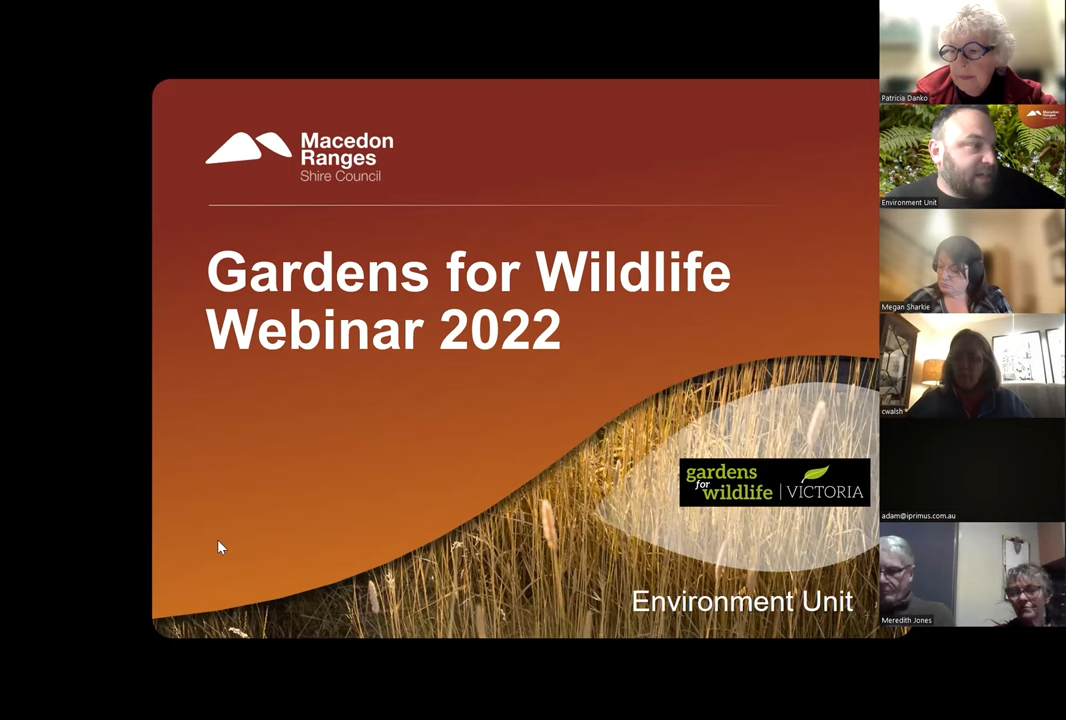 Macedon
Ranges
Shire Council
Gardens for Wildlife
Webinar 2022
gardens
for
wildlife
VICTORIA
Environment Unit
Patricia Danko
Environment Unit
Megan Sharkie
cwalsh
adam@iprimus.com.au
Meredith Jones